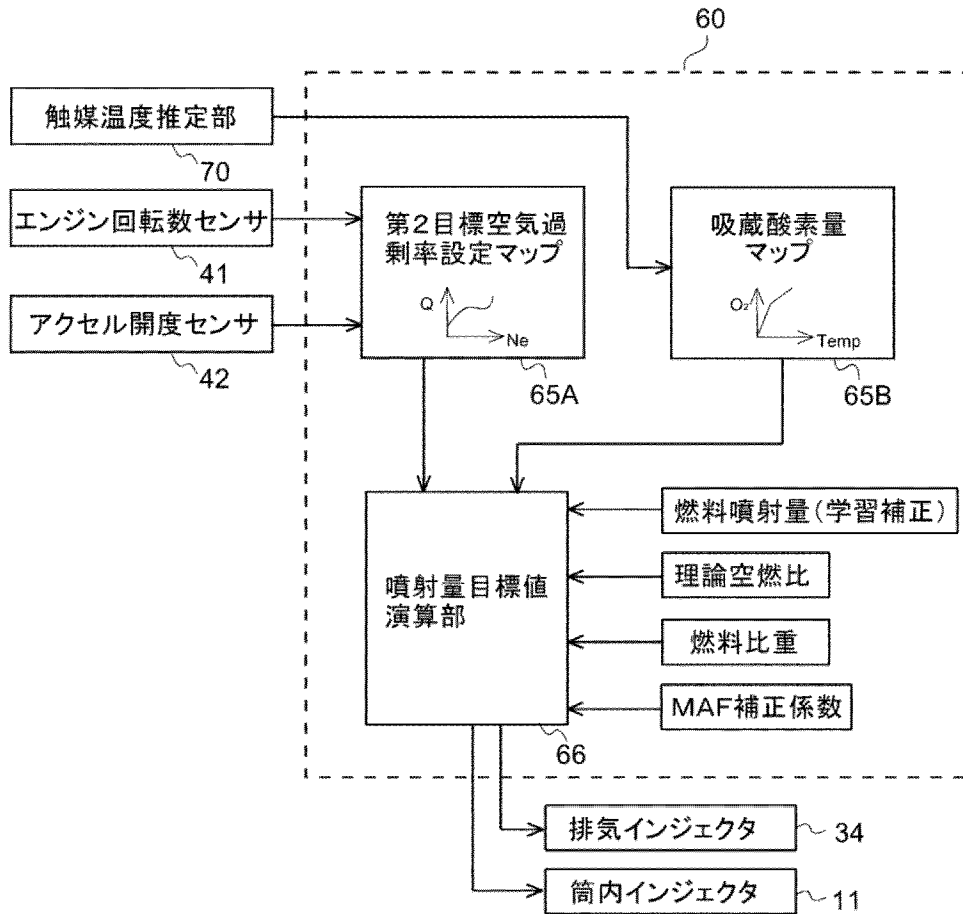 60
触媒温度推定部
70
エンジン回転数センサ
41
アクセル開度センサ
42
第2目標空気過
剰率設定マップ
Q
Ne
65A
吸蔵酸素量
マップ
O₂
Temp
65B
噴射量目標値
演算部
66
燃料噴射量(学習補正)
理論空燃比
燃料比重
MAF補正係数
排気インジェクタ
34
筒内インジェクタ
11